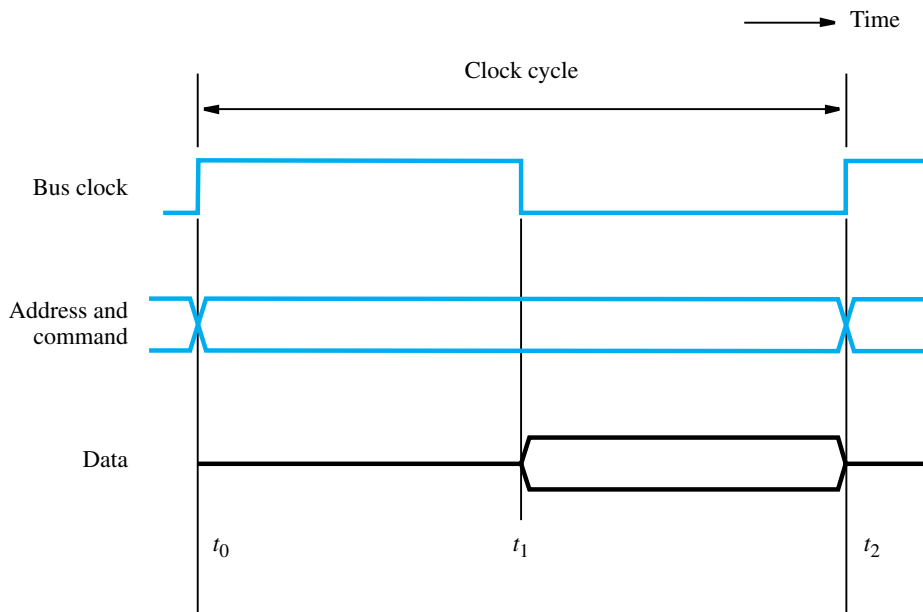 Time
Clock cycle
Bus clock
Address and
command
Data
t0
t1
t2